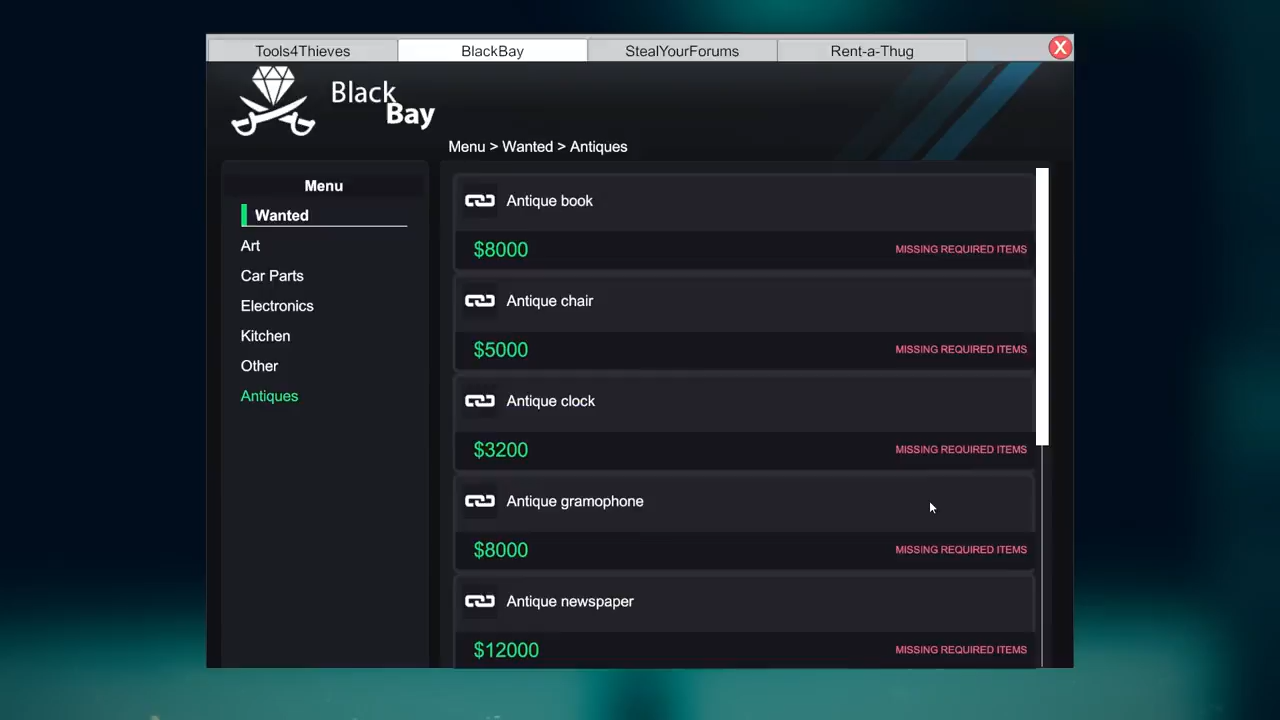 Tools4Thieves
BlackBay
StealYourForums
Rent-a-Thug
X
Black
Bay
Menu > Wanted > Antiques
Menu
Wanted
Art
Car Parts
Electronics
Kitchen
Other
Antiques
Antique book
$8000
MISSING REQUIRED ITEMS
Antique chair
$5000
MISSING REQUIRED ITEMS
Antique clock
$3200
MISSING REQUIRED ITEMS
Antique gramophone
$8000
MISSING REQUIRED ITEMS
Antique newspaper
$12000
MISSING REQUIRED ITEMS